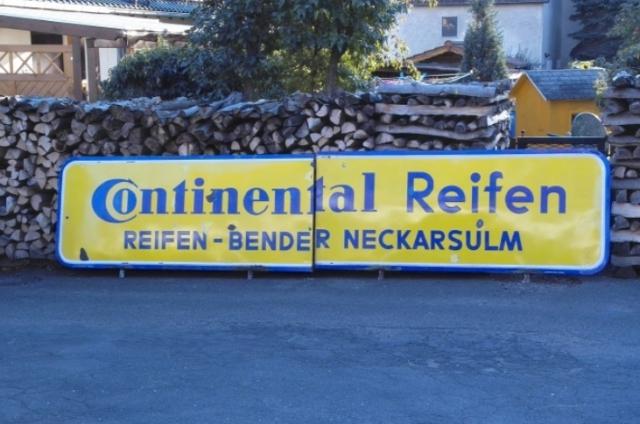 Continental Reifen
REIFEN-BENDER NECKARSULM